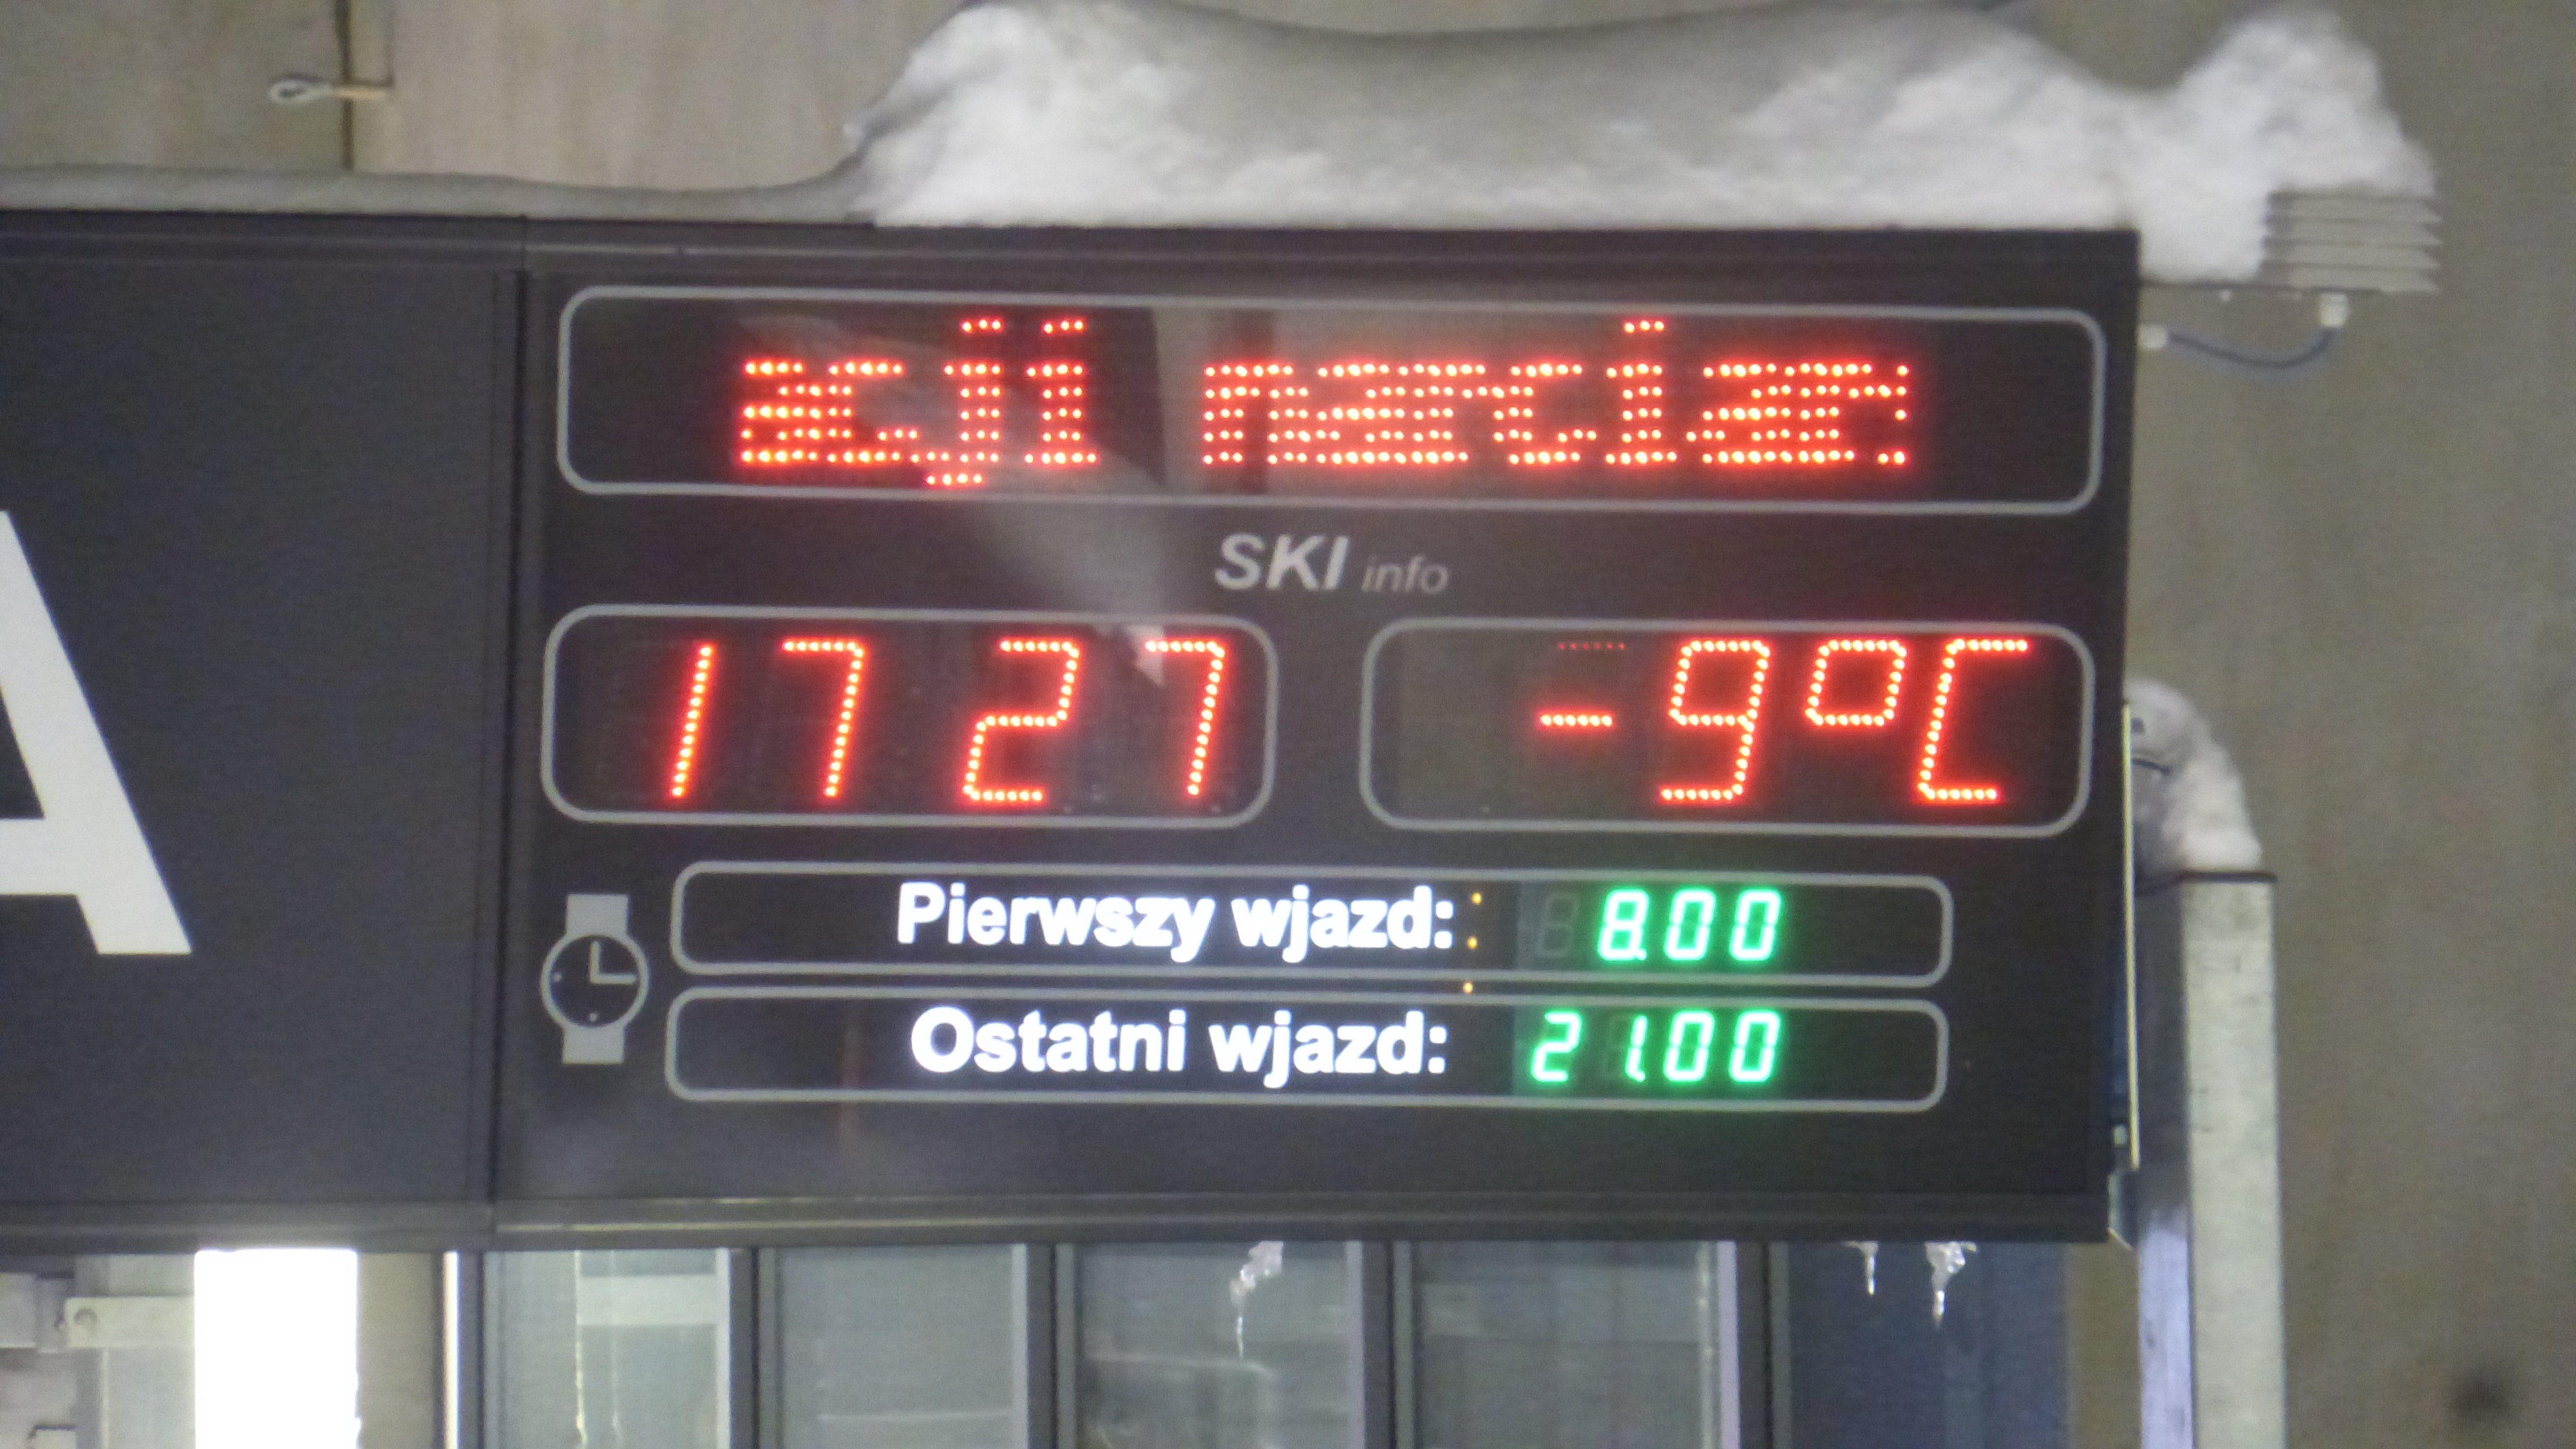 acji narciar
SKI info
17 27
-9°C
Pierwszy wjazd: 8.00
Ostatni wjazd: 21.00
A